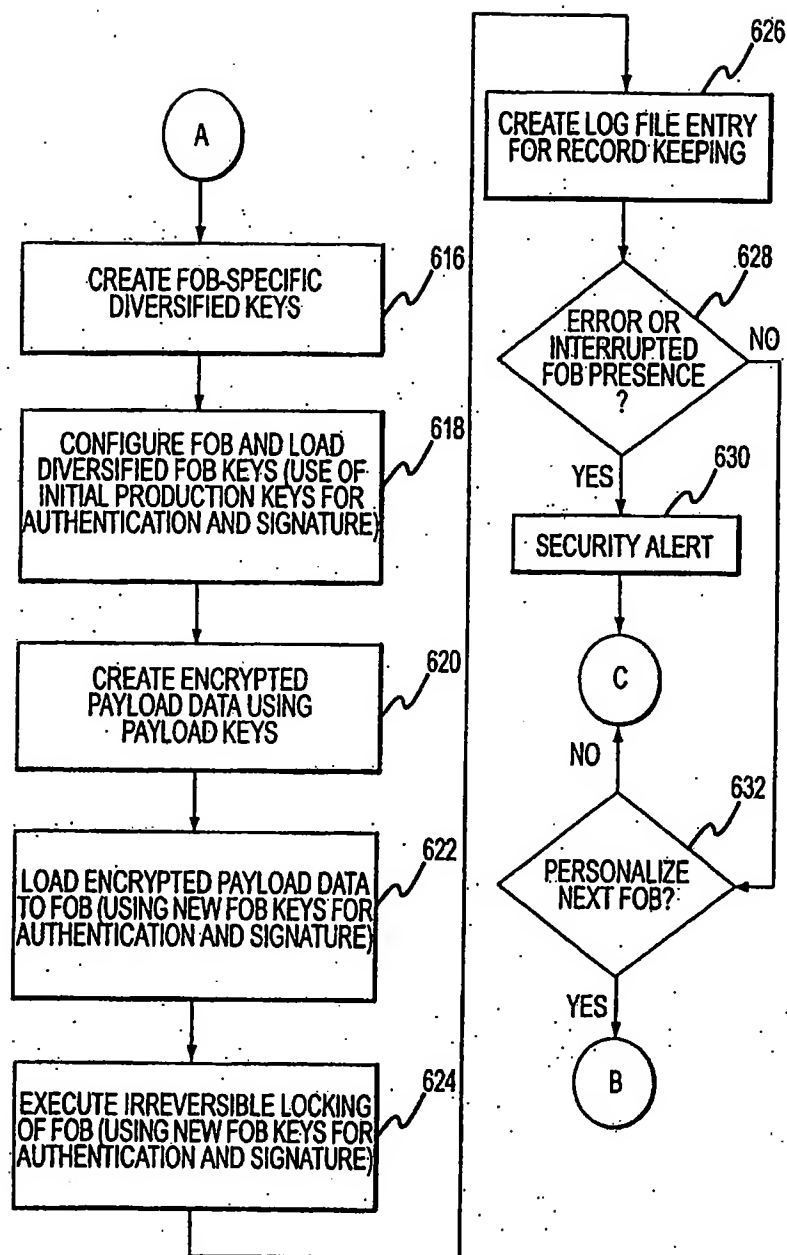 A
CREATE FOB-SPECIFIC
DIVERSIFIED KEYS
616
CONFIGURE FOB AND LOAD
DIVERSIFIED FOB KEYS (USE OF
INITIAL PRODUCTION KEYS FOR
AUTHENTICATION AND SIGNATURE)
618
CREATE ENCRYPTED
PAYLOAD DATA USING
PAYLOAD KEYS
620
LOAD ENCRYPTED PAYLOAD DATA
TO FOB (USING NEW FOB KEYS FOR
AUTHENTICATION AND SIGNATURE)
622
EXECUTE IRREVERSIBLE LOCKING
OF FOB (USING NEW FOB KEYS FOR
AUTHENTICATION AND SIGNATURE)
624
626
CREATE LOG FILE ENTRY
FOR RECORD KEEPING
628
ERROR OR
INTERRUPTED
FOB PRESENCE
?
NO
YES
630
SECURITY ALERT
C
NO
632
PERSONALIZE
NEXT FOB?
YES
B